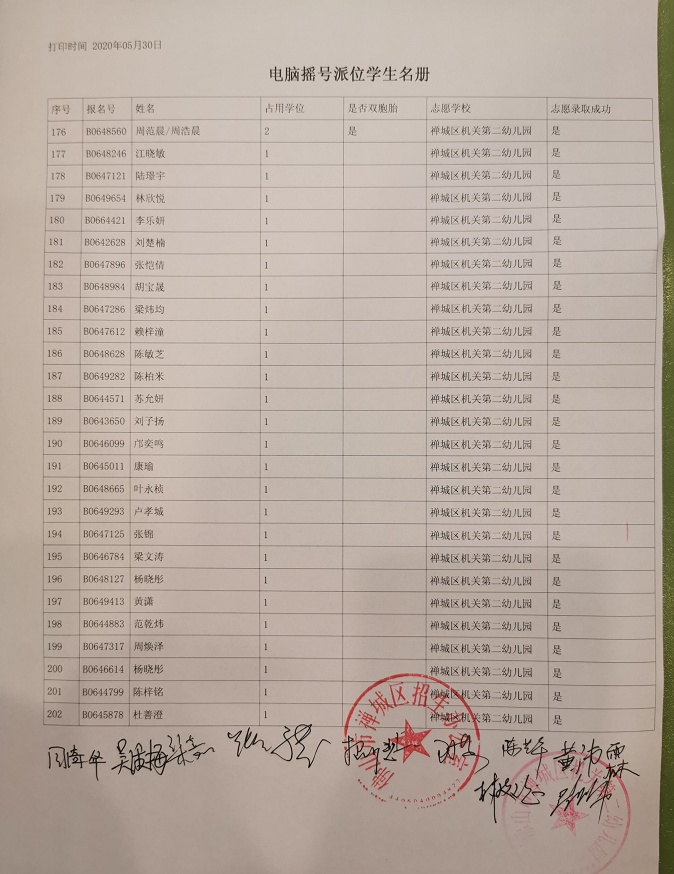 打印时间 2020年05月30日
电脑摇号派位学生名册
序号 报名号 姓名 占用学位 是否双胞胎 志愿学校 志愿录取成功
176 B0648560 周范晨/周浩晨 2 是 禅城区机关第二幼儿园 是
177 B0648246 江晓敏 1 禅城区机关第二幼儿园 是
178 B0647121 陆璟宇 1 禅城区机关第二幼儿园 是
179 B0649654 林欣悦 1 禅城区机关第二幼儿园 是
180 B0664421 李乐妍 1 禅城区机关第二幼儿园 是
181 B0642628 刘楚楠 1 禅城区机关第二幼儿园 是
182 B0647896 张恺倩 1 禅城区机关第二幼儿园 是
183 B0648984 胡宝晟 1 禅城区机关第二幼儿园 是
184 B0647286 梁炜均 1 禅城区机关第二幼儿园 是
185 B0647612 赖梓潼 1 禅城区机关第二幼儿园 是
186 B0648628 陈敏芝 1 禅城区机关第二幼儿园 是
187 B0649282 陈柏米 1 禅城区机关第二幼儿园 是
188 B0644571 苏允妍 1 禅城区机关第二幼儿园 是
189 B0643650 刘子扬 1 禅城区机关第二幼儿园 是
190 B0646099 邝奕鸣 1 禅城区机关第二幼儿园 是
191 B0645011 康瑜 1 禅城区机关第二幼儿园 是
192 B0648665 叶永桢 1 禅城区机关第二幼儿园 是
193 B0649293 卢孝城 1 禅城区机关第二幼儿园 是
194 B0647125 张锦 1 禅城区机关第二幼儿园 是
195 B0646784 梁文涛 1 禅城区机关第二幼儿园 是
196 B0648127 杨晓彤 1 禅城区机关第二幼儿园 是
197 B0649413 黄潇 1 禅城区机关第二幼儿园 是
198 B0644883 范乾炜 1 禅城区机关第二幼儿园 是
199 B0647317 周焕泽 1 禅城区机关第二幼儿园 是
200 B0646614 杨晓彤 1 禅城区机关第二幼儿园 是
201 B0644799 陈梓铭 1 禅城区机关第二幼儿园 是
202 B0645878 杜善澄 1 禅城区机关第二幼儿园 是